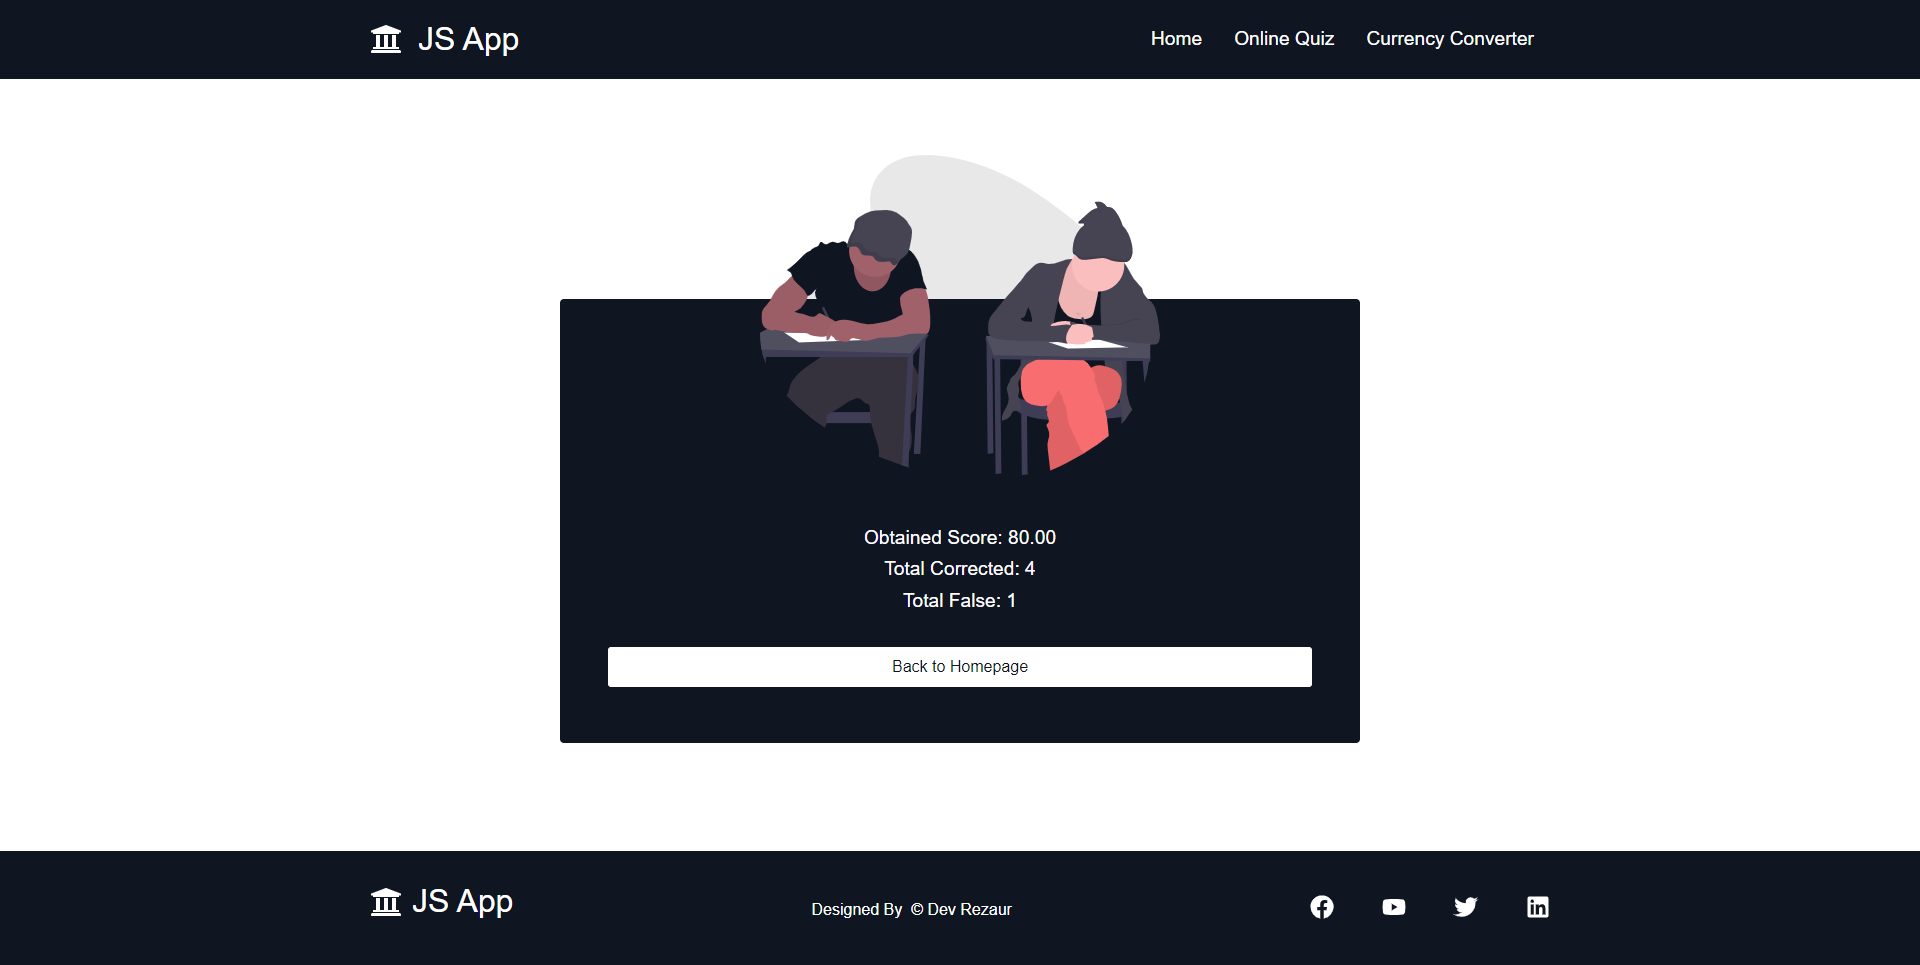 JS App
Home
Online Quiz
Currency Converter
Obtained Score: 80.00
Total Corrected: 4
Total False: 1
Back to Homepage
JS App
Designed By © Dev Rezaur